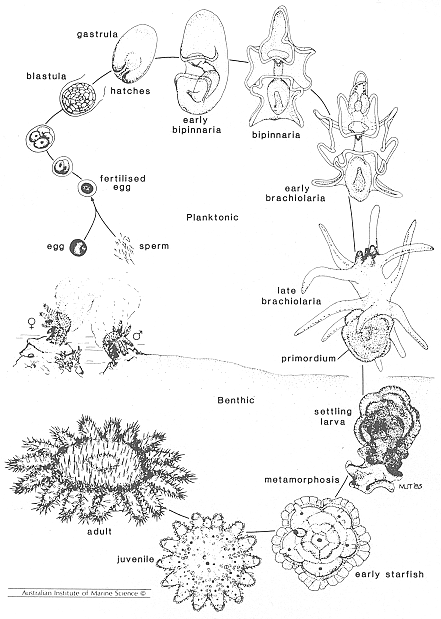 gastrula
blastula
hatches
early
bipinnaria
bipinnaria
early
brachiolaria
fertilised
egg
Planktonic
egg
sperm
♀
♂
late
brachiolaria
primordium
Benthic
settling
larva
metamorphosis
MJT'85
adult
juvenile
early starfish
Australian Institute of Marine Science ©